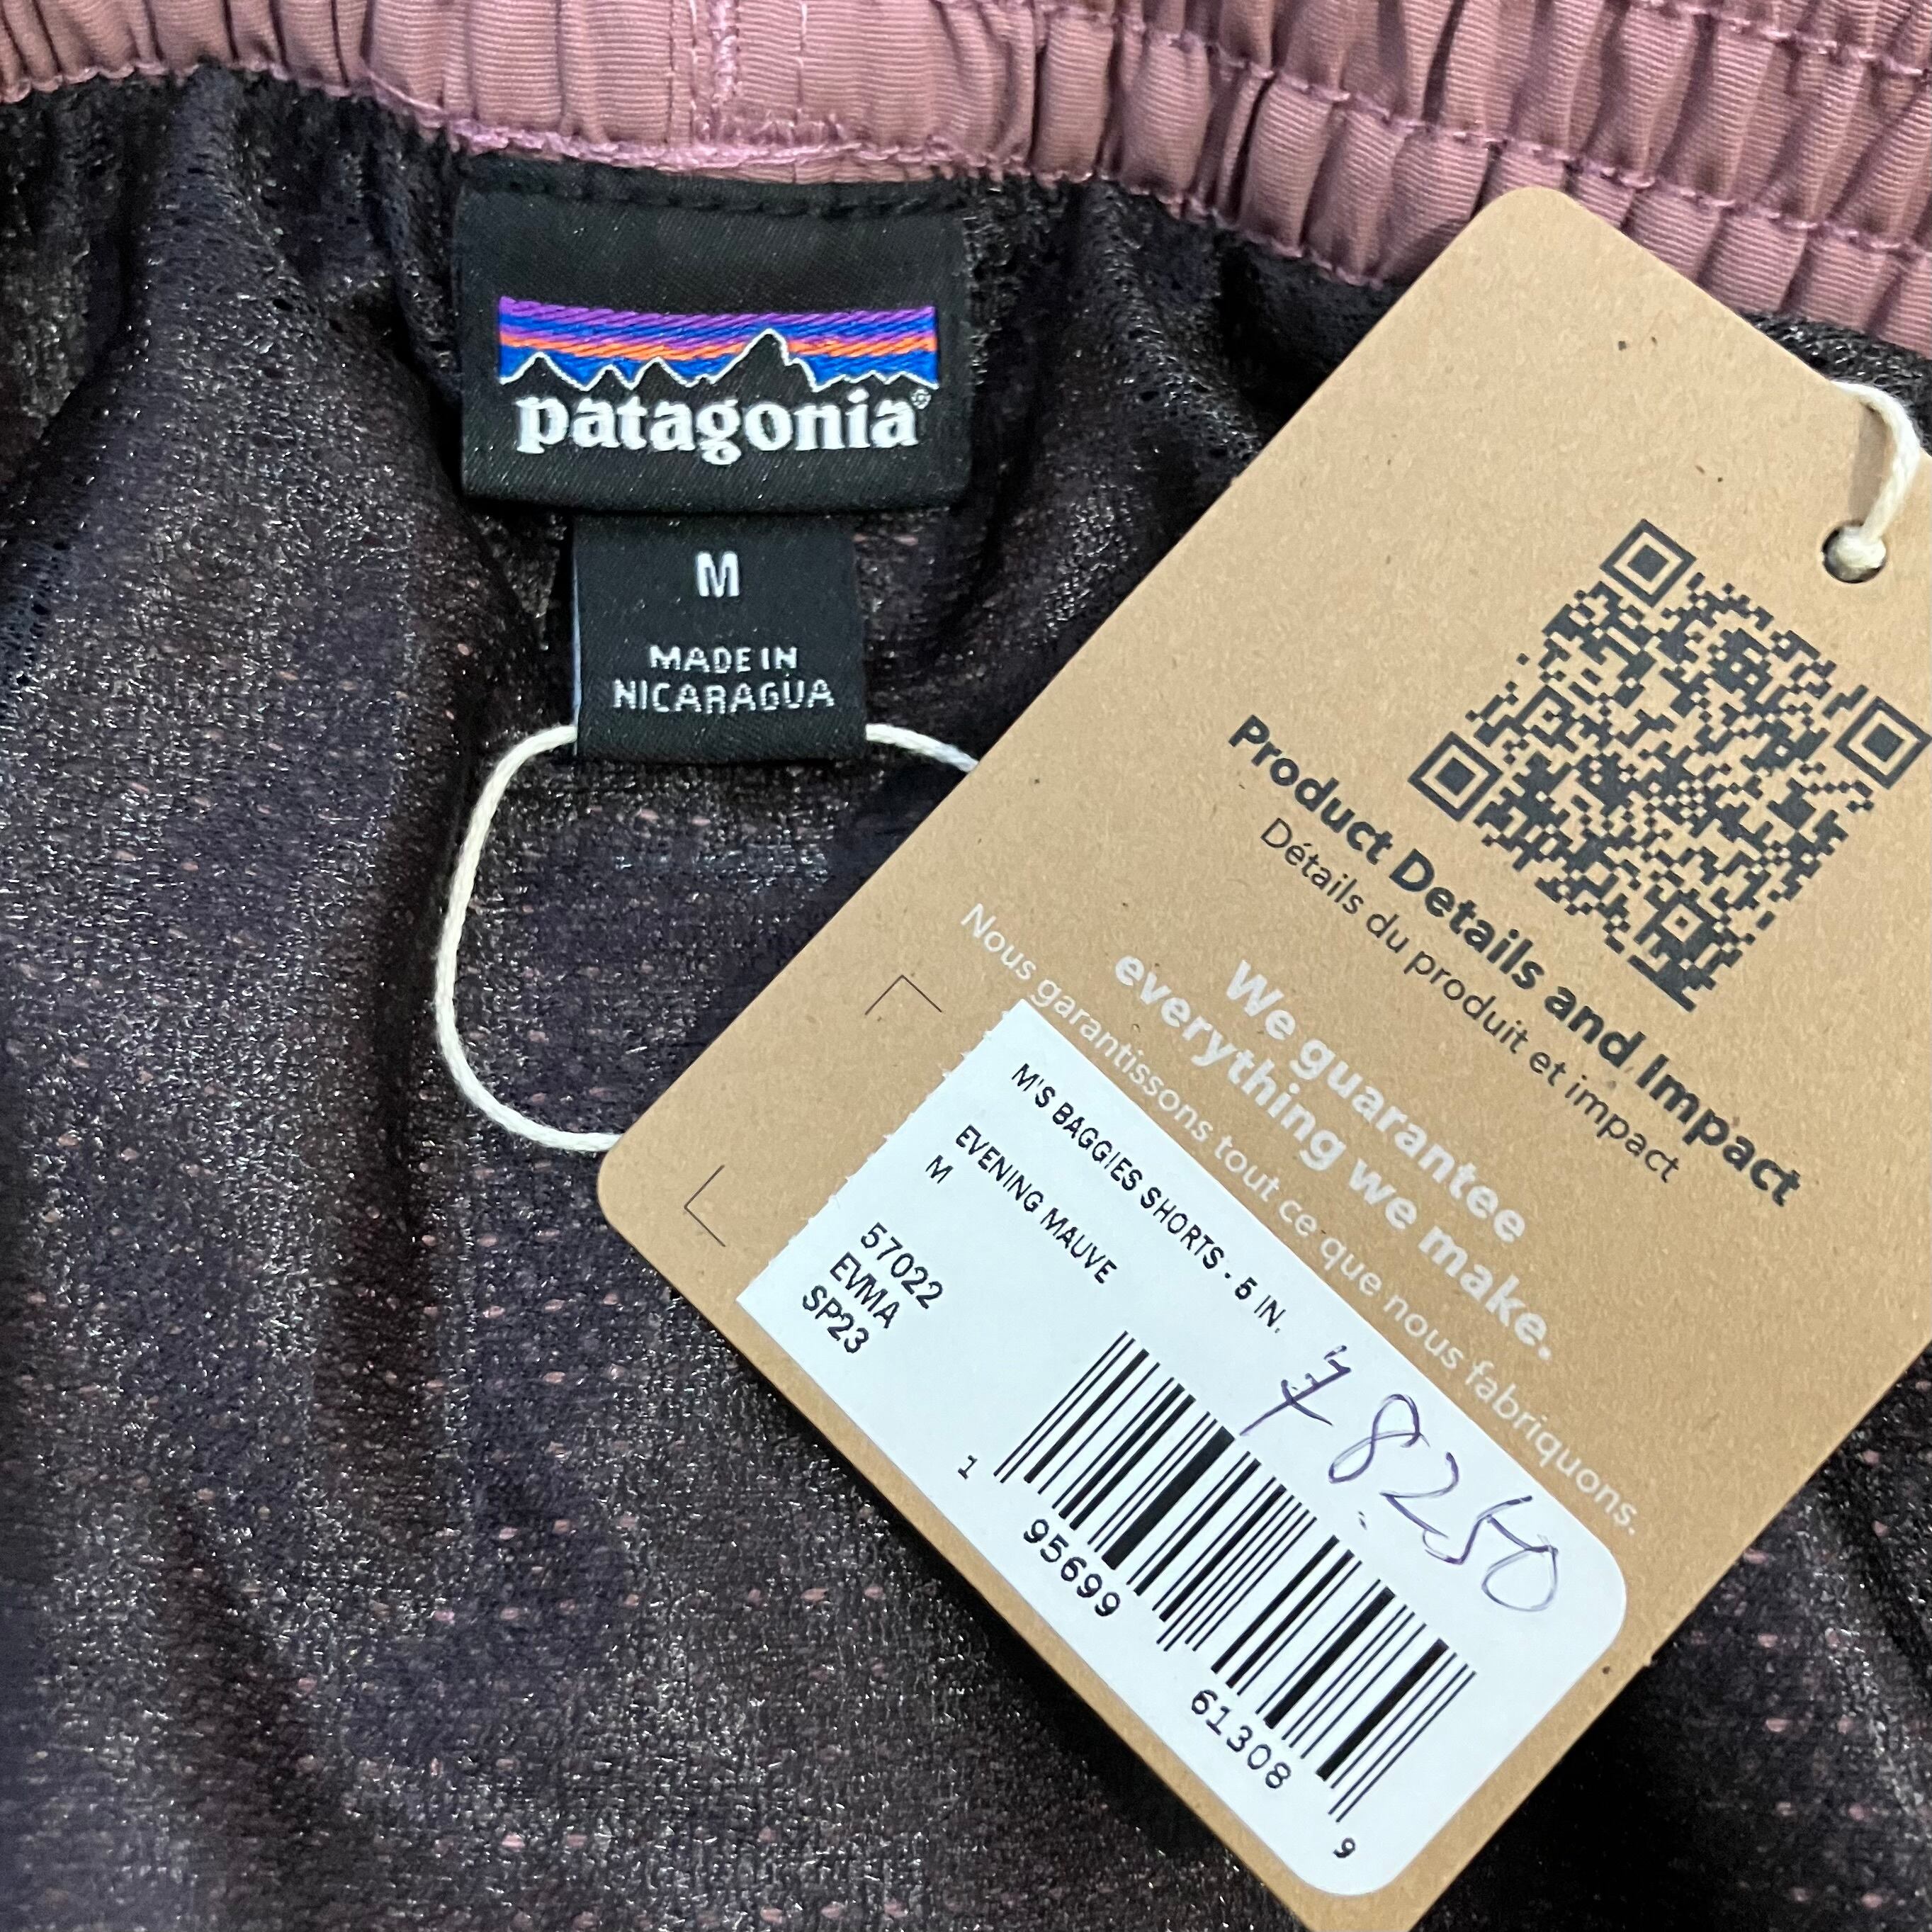 patagonia®
M
MADE IN
NICARAGUA
Product Details and Impact
Détails du produit et impact
We guarantee
everything we make.
Nous garantissons tout ce que nous fabriquons.
M'S BAGGIES SHORTS - 5 IN.
EVENING MAUVE
M
57022
EVMA
SP23
78250
1 95699 61308 9